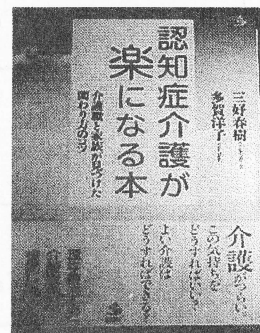 認知症介護が
楽になる本
介護職と家族が見つけた
関わり方のコツ
三好春樹
多賀洋子
介護がつらい。
この気持ちを
どうすればいい?
よい介護は
どうすればできる?